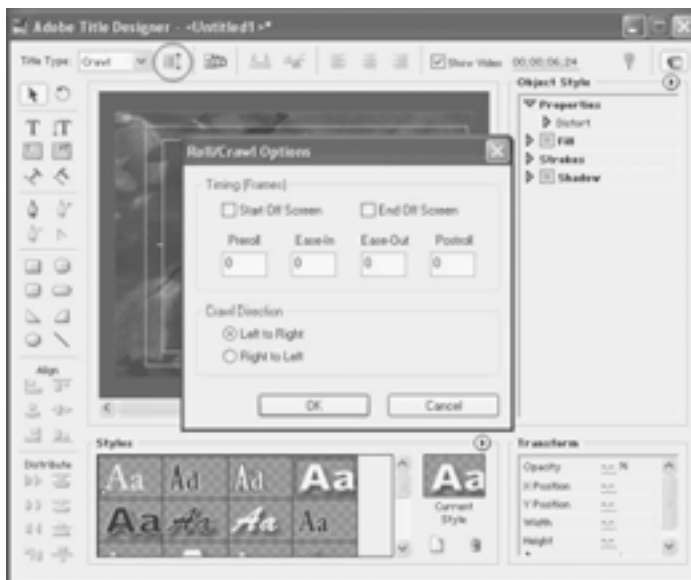 Adobe Title Designer - <Untitled1>*
Title Type: Crawl
Show Video 00;00;06;24
Object Style
Properties
Distort
Fill
Strokes
Shadow
Roll/Crawl Options
Timing (Frames)
Start Off Screen End Off Screen
Preroll Ease-In Ease-Out Postroll
0 0 0 0
Crawl Direction
Left to Right
Right to Left
OK Cancel
T T
Align
Distribute
Styles
Aa Ad Ad Aa
Aa Aa Aa Aa
Aa
Current
Style
Transform
Opacity %
X Position
Y Position
Width
Height